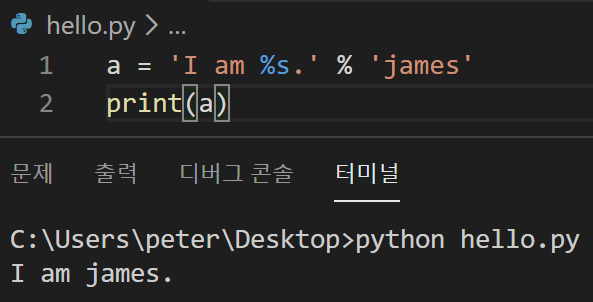 hello.py > ...
1 a = 'I am %s.' % 'james'
2 print(a)
문제 출력 디버그 콘솔 터미널
C:\Users\peter\Desktop>python hello.py
I am james.